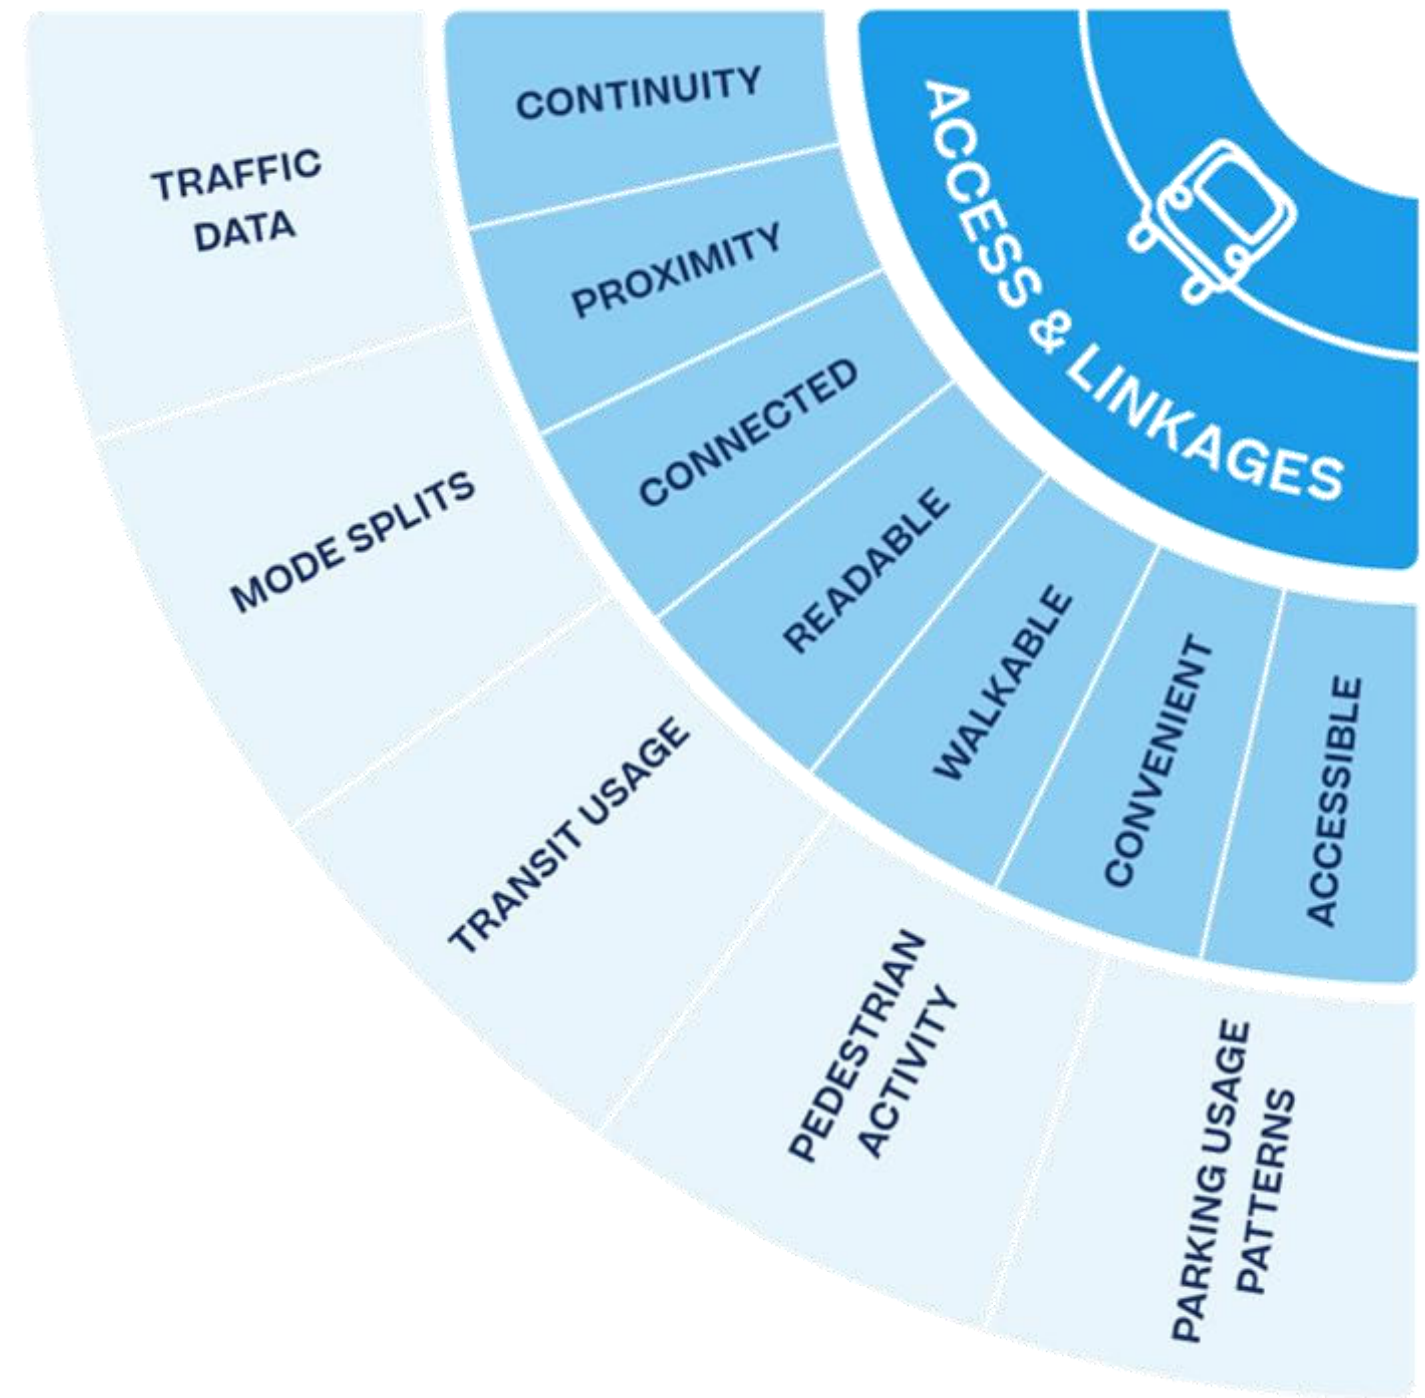 ACCESS & LINKAGES
CONTINUITY
PROXIMITY
CONNECTED
READABLE
WALKABLE
CONVENIENT
ACCESSIBLE
TRAFFIC
DATA
MODE SPLITS
TRANSIT USAGE
PEDESTRIAN
ACTIVITY
PARKING USAGE
PATTERNS